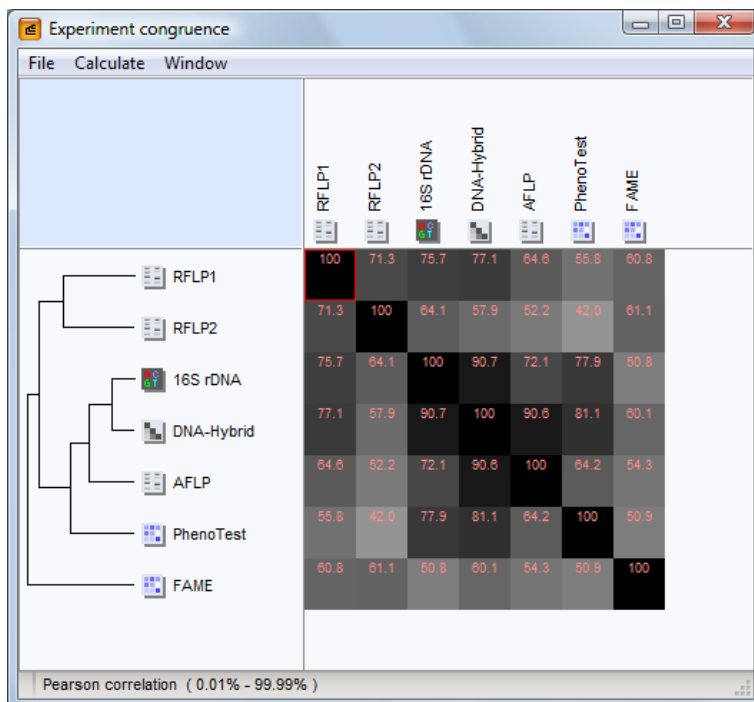 Experiment congruence
File Calculate Window
RFLP1 RFLP2 16S rDNA DNA-Hybrid AFLP PhenoTest FAME
RFLP1 100 71.3 75.7 77.1 64.6 55.8 60.8
RFLP2 71.3 100 64.1 57.9 52.2 42.0 61.1
16S rDNA 75.7 64.1 100 90.7 72.1 77.9 50.8
DNA-Hybrid 77.1 57.9 90.7 100 90.6 81.1 60.1
AFLP 64.6 52.2 72.1 90.6 100 64.2 54.3
PhenoTest 55.8 42.0 77.9 81.1 64.2 100 50.9
FAME 60.8 61.1 50.8 60.1 54.3 50.9 100
Pearson correlation ( 0.01% - 99.99% )